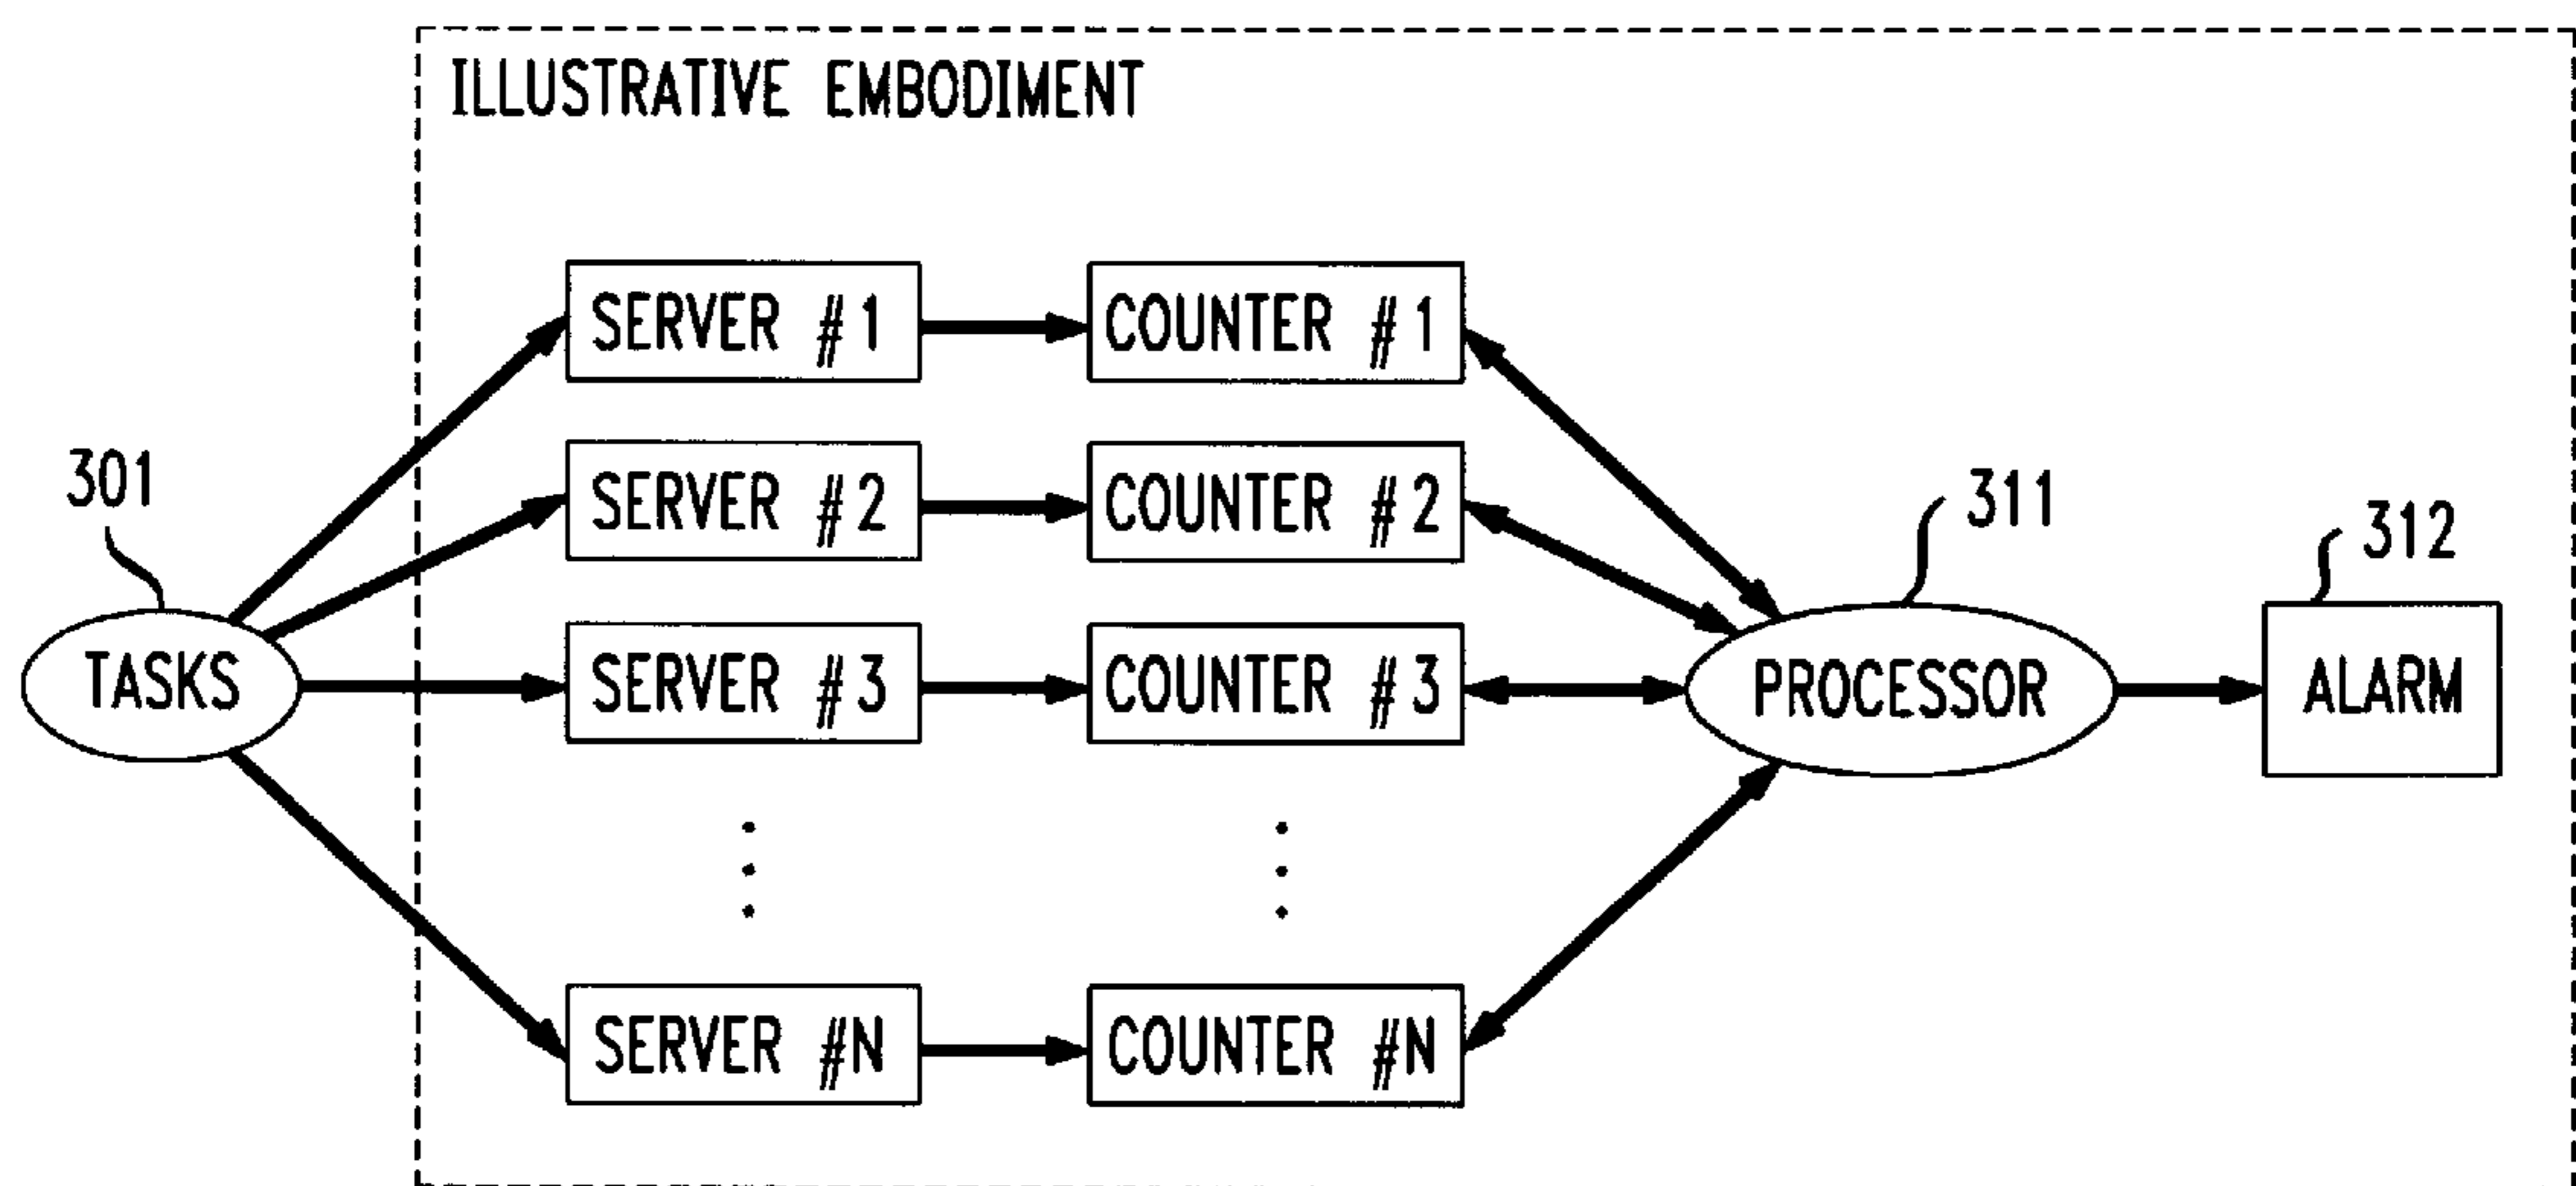 ILLUSTRATIVE EMBODIMENT
SERVER #1
COUNTER #1
SERVER #2
COUNTER #2
301
311
312
TASKS
SERVER #3
COUNTER #3
PROCESSOR
ALARM
SERVER #N
COUNTER #N